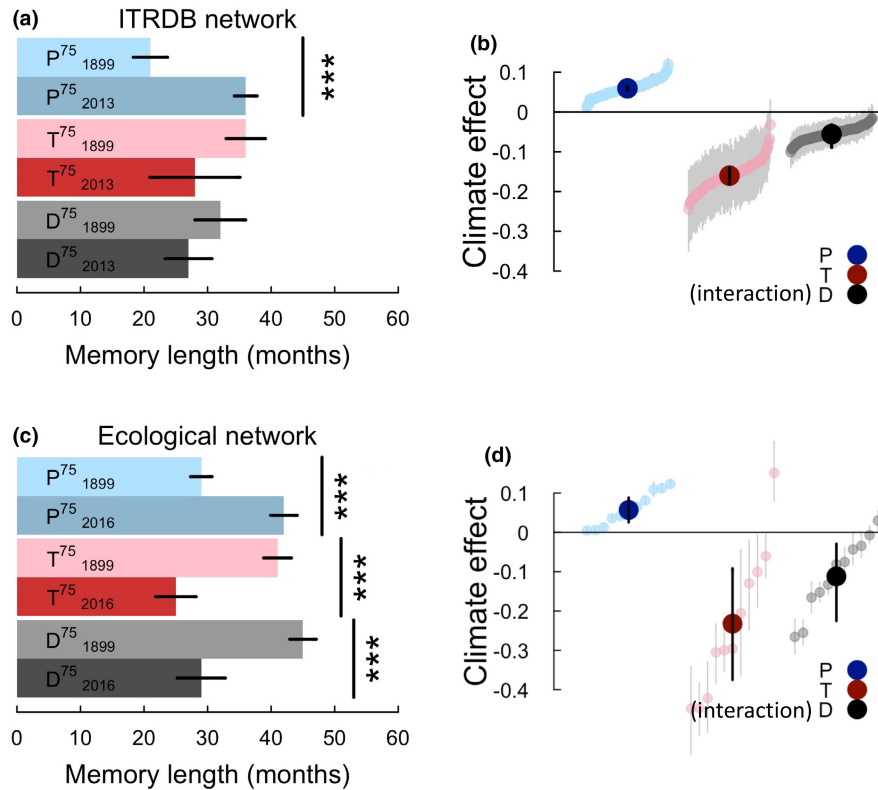 (a) ITRDB network
P75 1899
P75 2013
T75 1899
T75 2013
D75 1899
D75 2013
***
0 10 20 30 40 50 60
Memory length (months)
(b)
Climate effect
0.1
0
-0.1
-0.2
-0.3
-0.4
P
T
(interaction) D
(c) Ecological network
P75 1899
P75 2016
T75 1899
T75 2016
D75 1899
D75 2016
***
***
***
0 10 20 30 40 50 60
Memory length (months)
(d)
Climate effect
0.1
0
-0.1
-0.2
-0.3
-0.4
P
T
(interaction) D